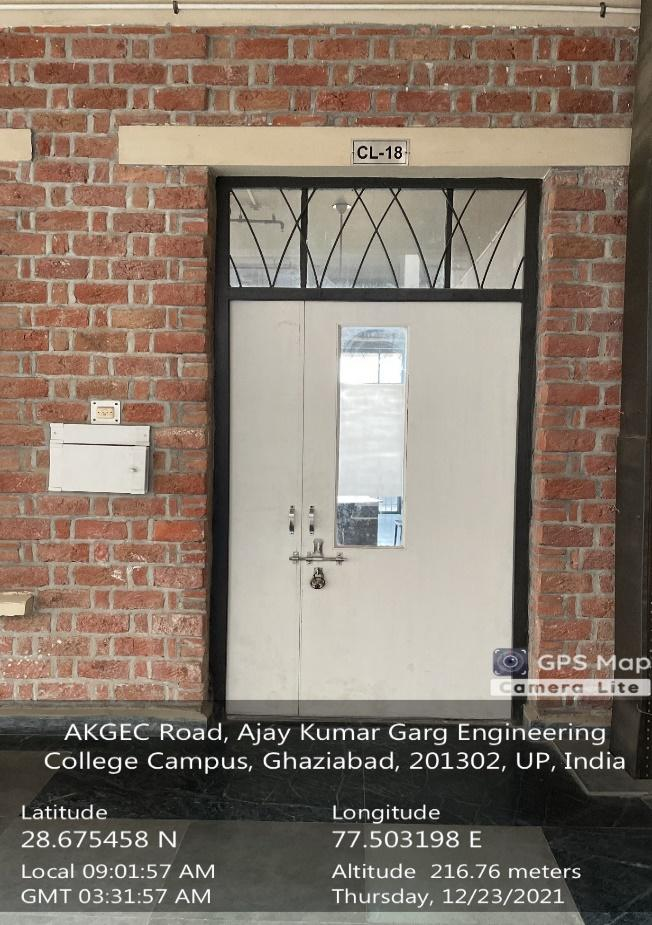 CL-18
GPS Map
Camera Lite
AKGEC Road, Ajay Kumar Garg Engineering
College Campus, Ghaziabad, 201302, UP, India
Latitude
28.675458 N
Longitude
77.503198 E
Local 09:01:57 AM
GMT 03:31:57 AM
Altitude 216.76 meters
Thursday, 12/23/2021